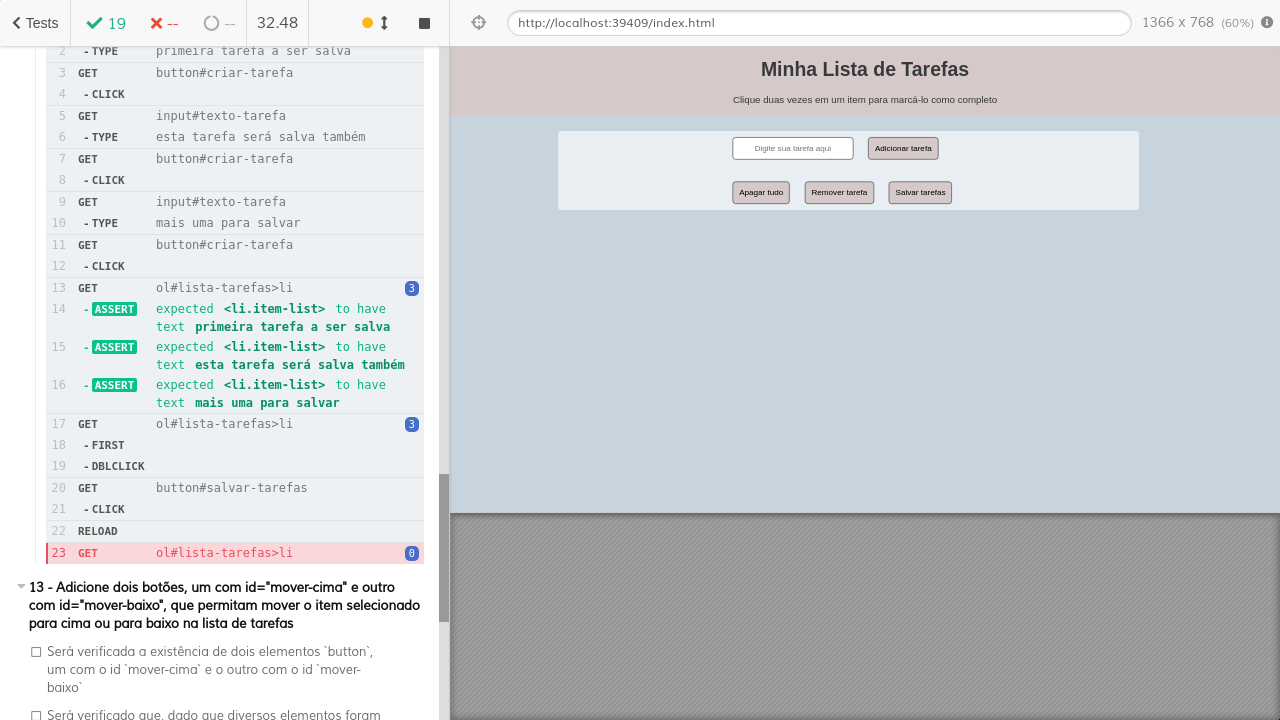 Tests 19 -- -- 32.48
2 -TYPE primeira tarefa a ser salva
3 GET button#criar-tarefa
4 -CLICK
5 GET input#texto-tarefa
6 -TYPE esta tarefa será salva também
7 GET button#criar-tarefa
8 -CLICK
9 GET input#texto-tarefa
10 -TYPE mais uma para salvar
11 GET button#criar-tarefa
12 -CLICK
13 GET ol#lista-tarefas>li 3
14 -ASSERT expected <li.item-list> to have
text primeira tarefa a ser salva
15 -ASSERT expected <li.item-list> to have
text esta tarefa será salva também
16 -ASSERT expected <li.item-list> to have
text mais uma para salvar
17 GET ol#lista-tarefas>li 3
18 -FIRST
19 -DBLCLICK
20 GET button#salvar-tarefas
21 -CLICK
22 RELOAD
23 GET ol#lista-tarefas>li 0
13 - Adicione dois botões, um com id="mover-cima" e outro
com id="mover-baixo", que permitam mover o item selecionado
para cima ou para baixo na lista de tarefas
Será verificada a existência de dois elementos `button`,
um com o id `mover-cima` e o outro com o id `mover-
baixo`
Será verificado que, dado que diversos elementos foram
http://localhost:39409/index.html 1366 x 768 (60%)
Minha Lista de Tarefas
Clique duas vezes em um item para marcá-lo como completo
Digite sua tarefa aqui Adicionar tarefa
Apagar tudo Remover tarefa Salvar tarefas